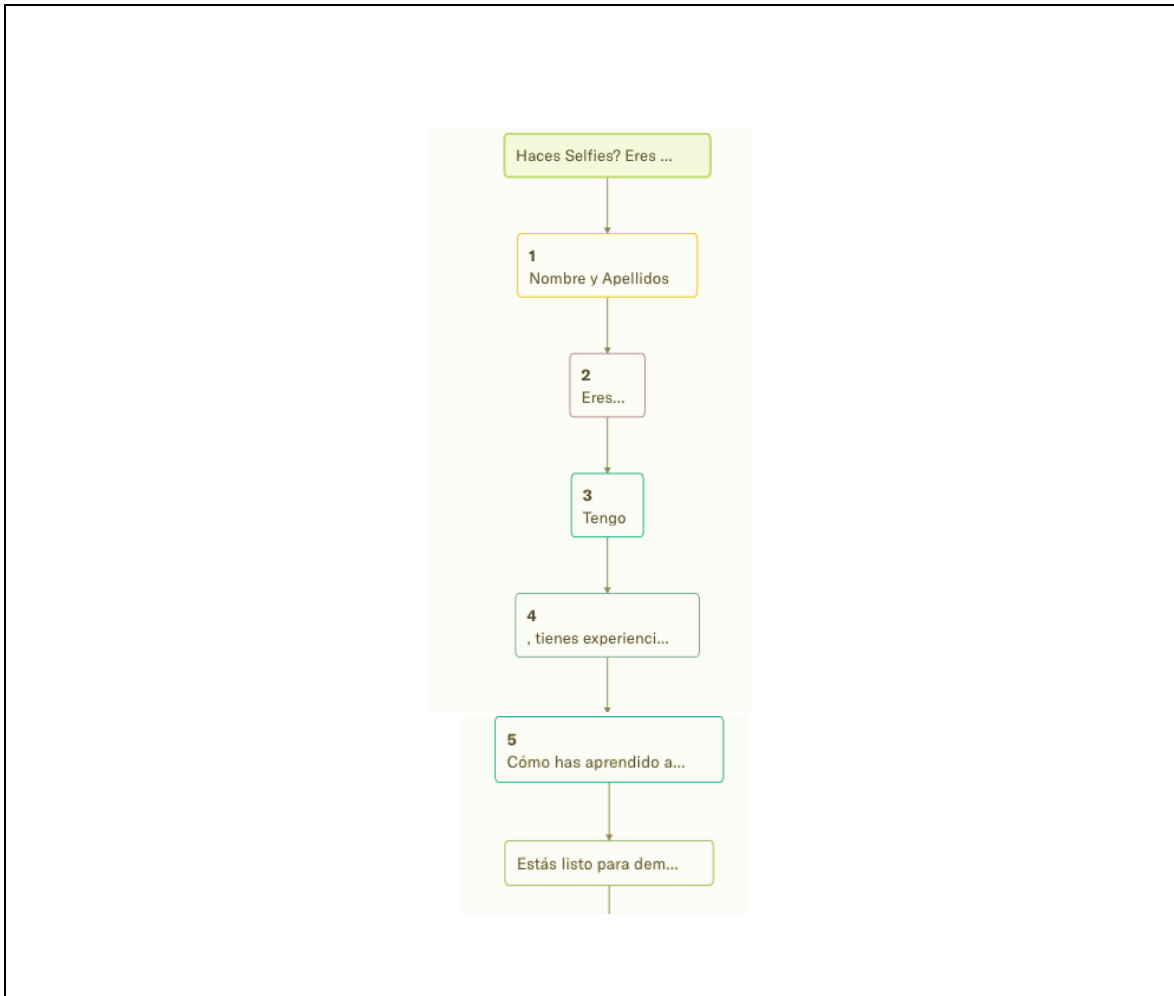 Haces Selfies? Eres ...
1
Nombre y Apellidos
2
Eres...
3
Tengo
4
, tienes experienci...
5
Cómo has aprendido a...
Estás listo para dem...